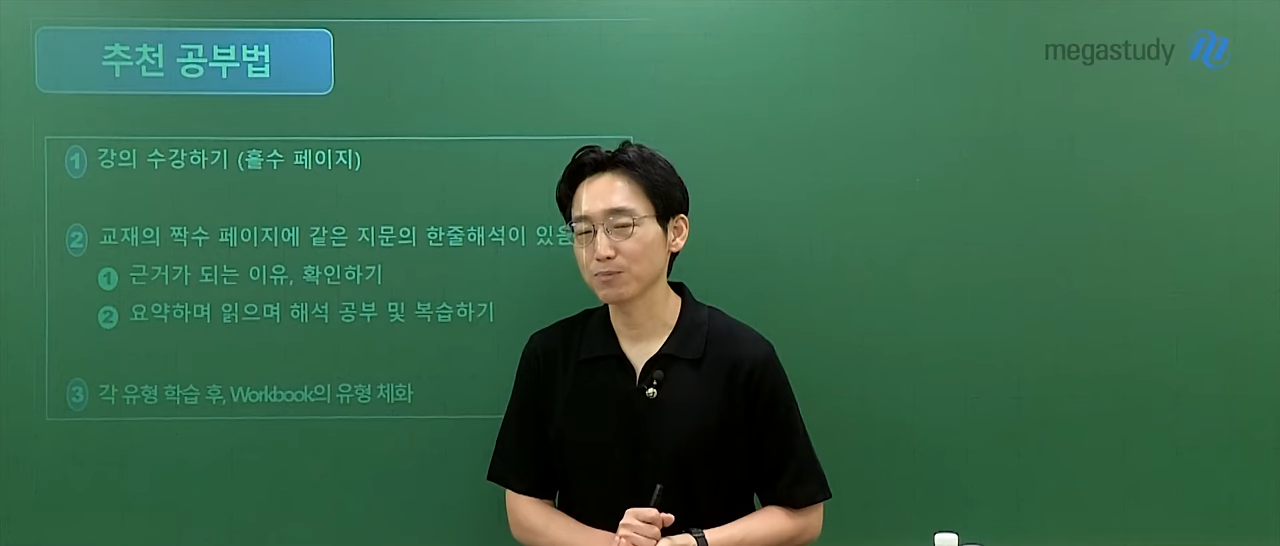 추천 공부법
megastudy
1 강의 수강하기 (홀수 페이지)
2 교재의 짝수 페이지에 같은 지문의 한줄해석이 있음
1 근거가 되는 이유, 확인하기
2 요약하며 읽으며 해석 공부 및 복습하기
3 각 유형 학습 후, Workbook의 유형 체화